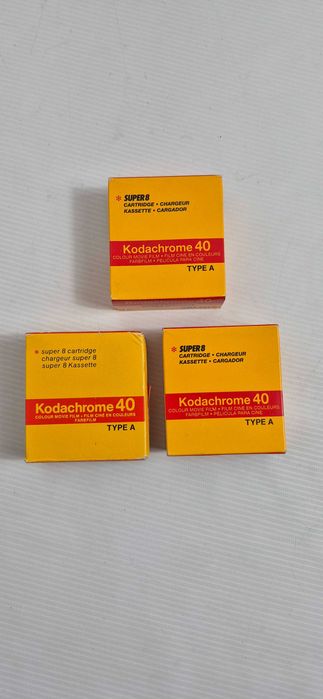 * SUPER 8
CARTRIDGE • CHARGEUR
KASSETTE • CARGADOR
Kodachrome 40
COLOUR MOVIE FILM • FILM CINE EN COULEURS
FARBFILM • PELICULA PARA CINE
TYPE A
* super 8 cartridge
chargeur super 8
super 8 Kassette
Kodachrome 40
COLOUR MOVIE FILM • FILM CINE EN COULEURS
FARBFILM
TYPE A
* SUPER 8
CARTRIDGE • CHARGEUR
KASSETTE • CARGADOR
Kodachrome 40
COLOUR MOVIE FILM • FILM CINE EN COULEURS
FARBFILM • PELICULA PARA CINE
TYPE A